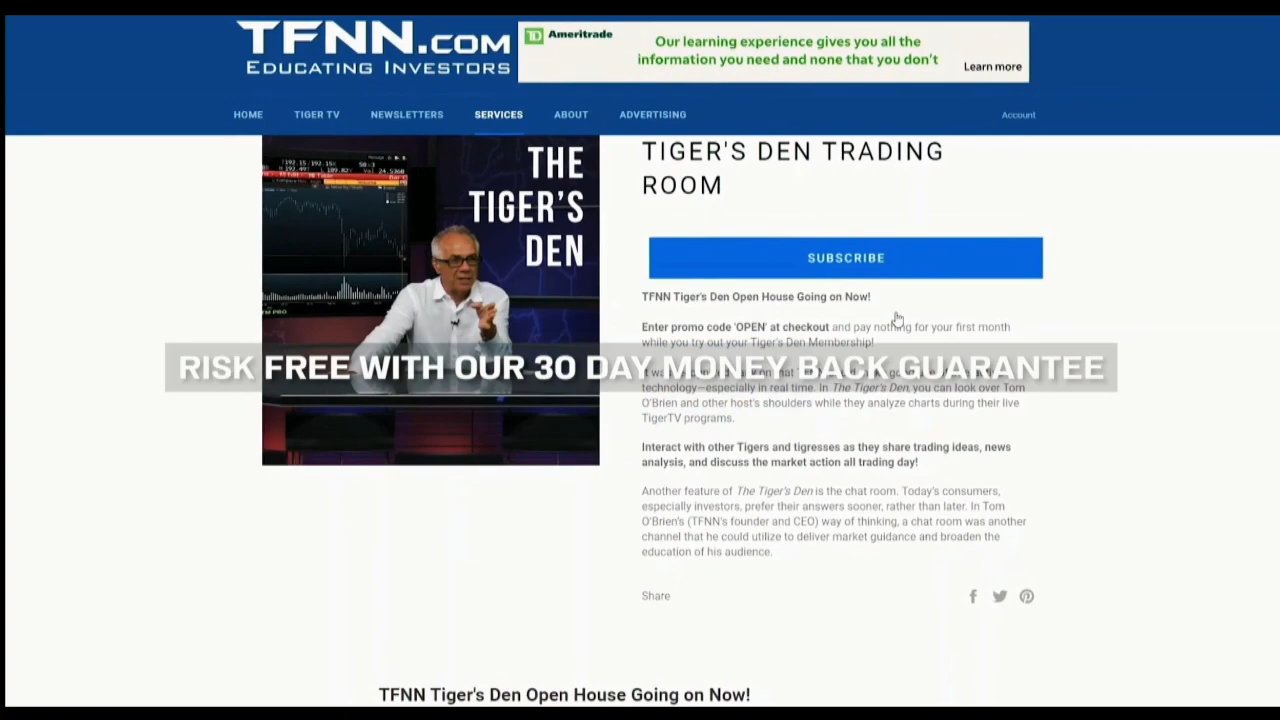 TFNN.COM
EDUCATING INVESTORS
Ameritrade
Our learning experience gives you all the
information you need and none that you don't
Learn more
HOME
TIGER TV
NEWSLETTERS
SERVICES
ABOUT
ADVERTISING
Account
THE
TIGER'S
DEN
TIGER'S DEN TRADING
ROOM
SUBSCRIBE
TFNN Tiger's Den Open House Going on Now!
Enter promo code 'OPEN' at checkout and pay nothing for your first month
while you try out your Tiger's Den Membership!
RISK FREE WITH OUR 30 DAY MONEY BACK GUARANTEE
technology—especially in real time. In The Tiger's Den, you can look over Tom
O'Brien and other host's shoulders while they analyze charts during their live
TigerTV programs.
Interact with other Tigers and tigresses as they share trading ideas, news
analysis, and discuss the market action all trading day!
Another feature of The Tiger's Den is the chat room. Today's consumers,
especially investors, prefer their answers sooner, rather than later. In Tom
O'Brien's (TFNN's founder and CEO) way of thinking, a chat room was another
channel that he could utilize to deliver market guidance and broaden the
education of his audience.
Share
TFNN Tiger's Den Open House Going on Now!